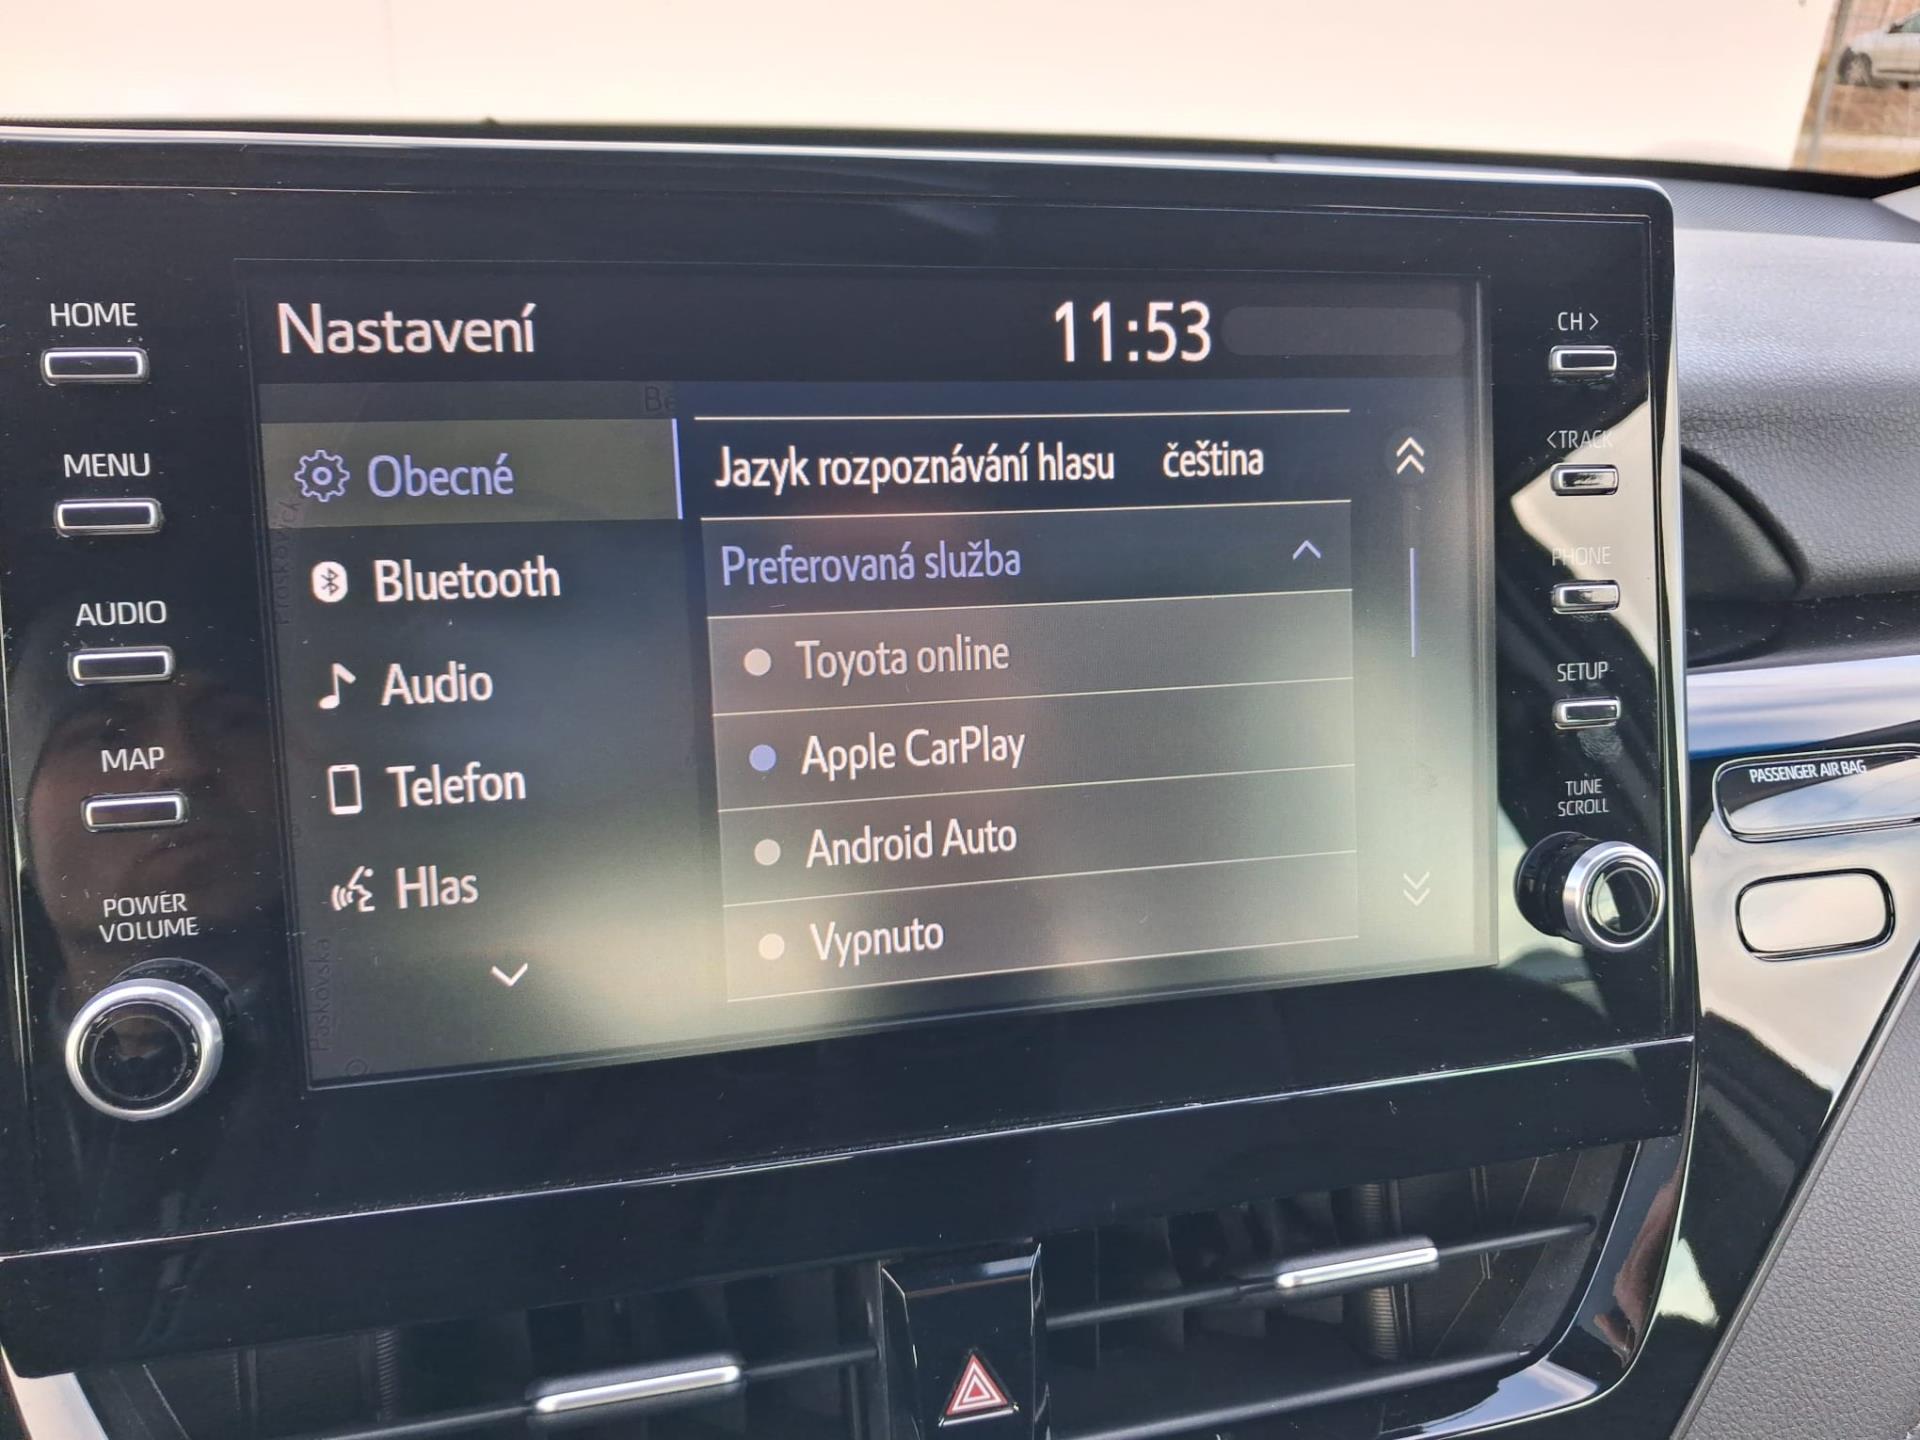 HOME
MENU
AUDIO
MAP
POWER
VOLUME
Nastavení
11:53
Obecné
Bluetooth
Audio
Telefon
Hlas
Jazyk rozpoznávání hlasu čeština
Preferovaná služba
Toyota online
Apple CarPlay
Android Auto
Vypnuto
CH >
< TRACK
PHONE
SETUP
TUNE
SCROLL
PASSENGER AIR BAG